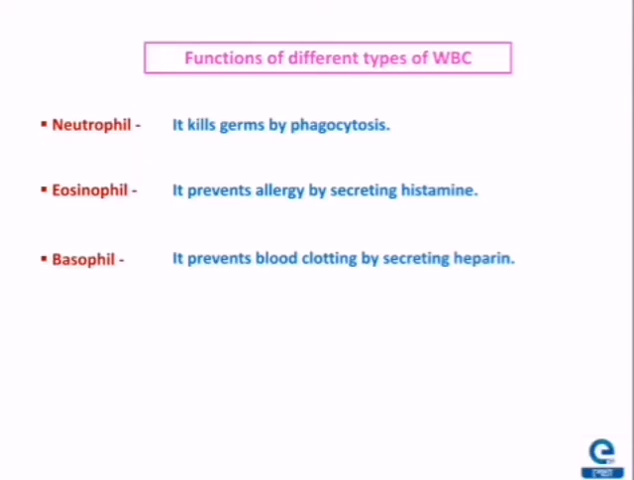 Functions of different types of WBC
▪ Neutrophil - It kills germs by phagocytosis.
▪ Eosinophil - It prevents allergy by secreting histamine.
▪ Basophil - It prevents blood clotting by secreting heparin.